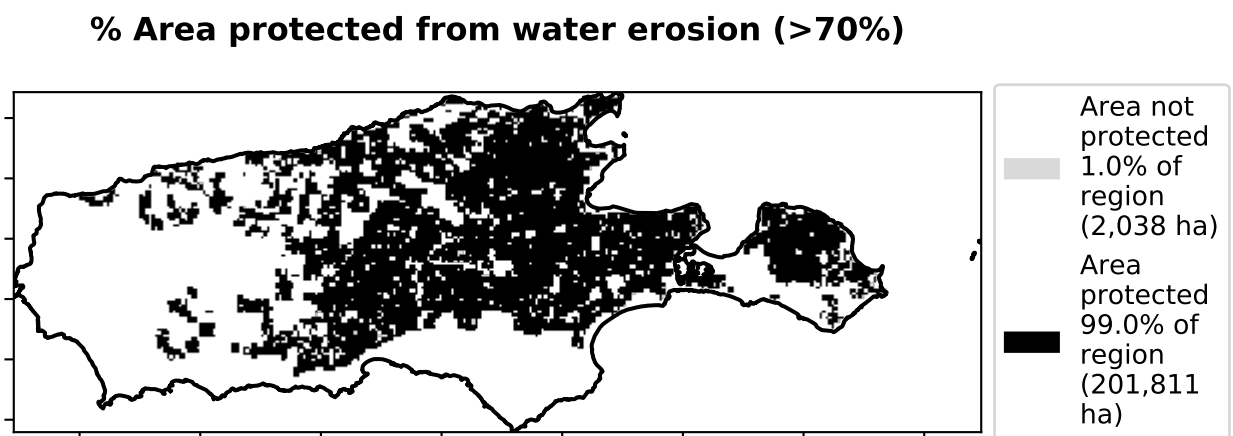 % Area protected from water erosion (>70%)
Area not
protected
1.0% of
region
(2,038 ha)
Area
protected
99.0% of
region
(201,811
ha)